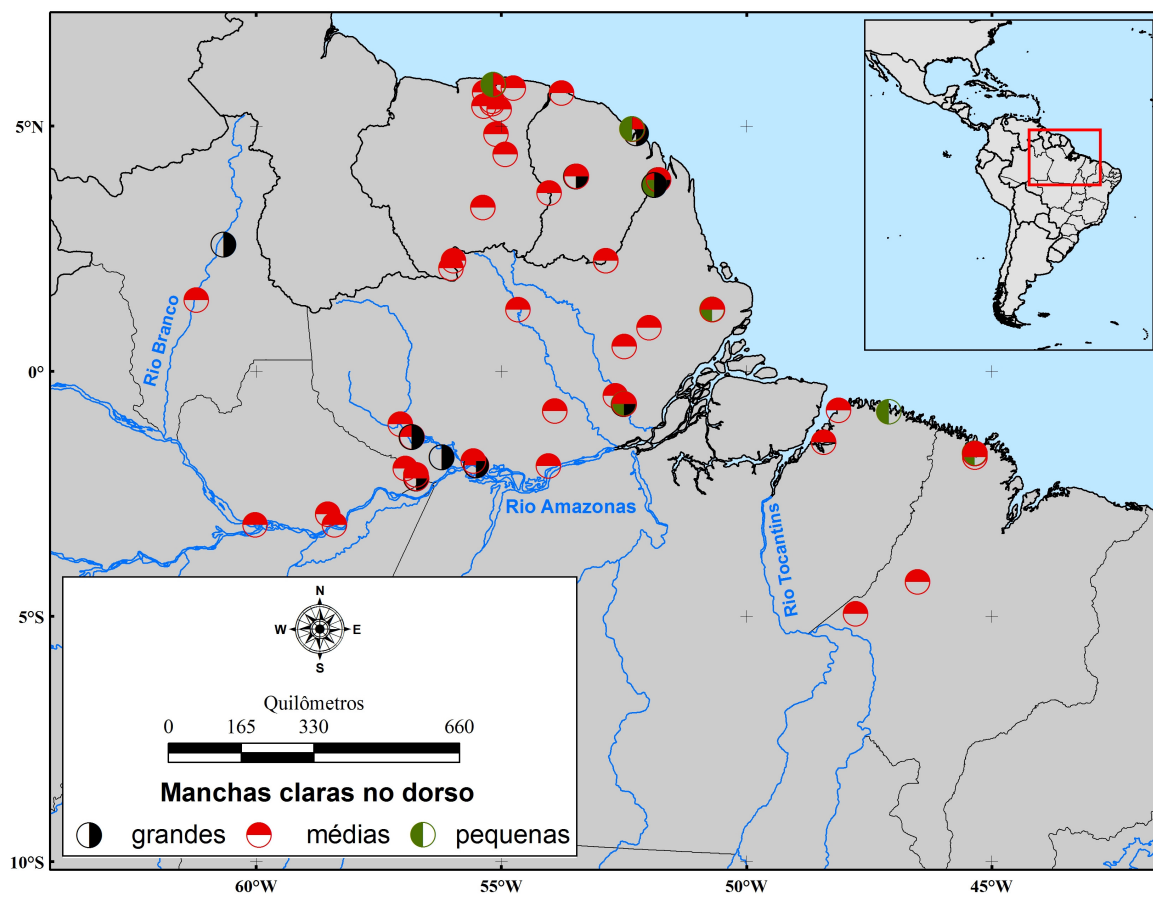 5°N
0°
5°S
10°S
60°W
55°W
50°W
45°W
Rio Branco
Rio Amazonas
Rio Tocantins
N
W E
S
Quilômetros
0 165 330 660
Manchas claras no dorso
grandes médias pequenas